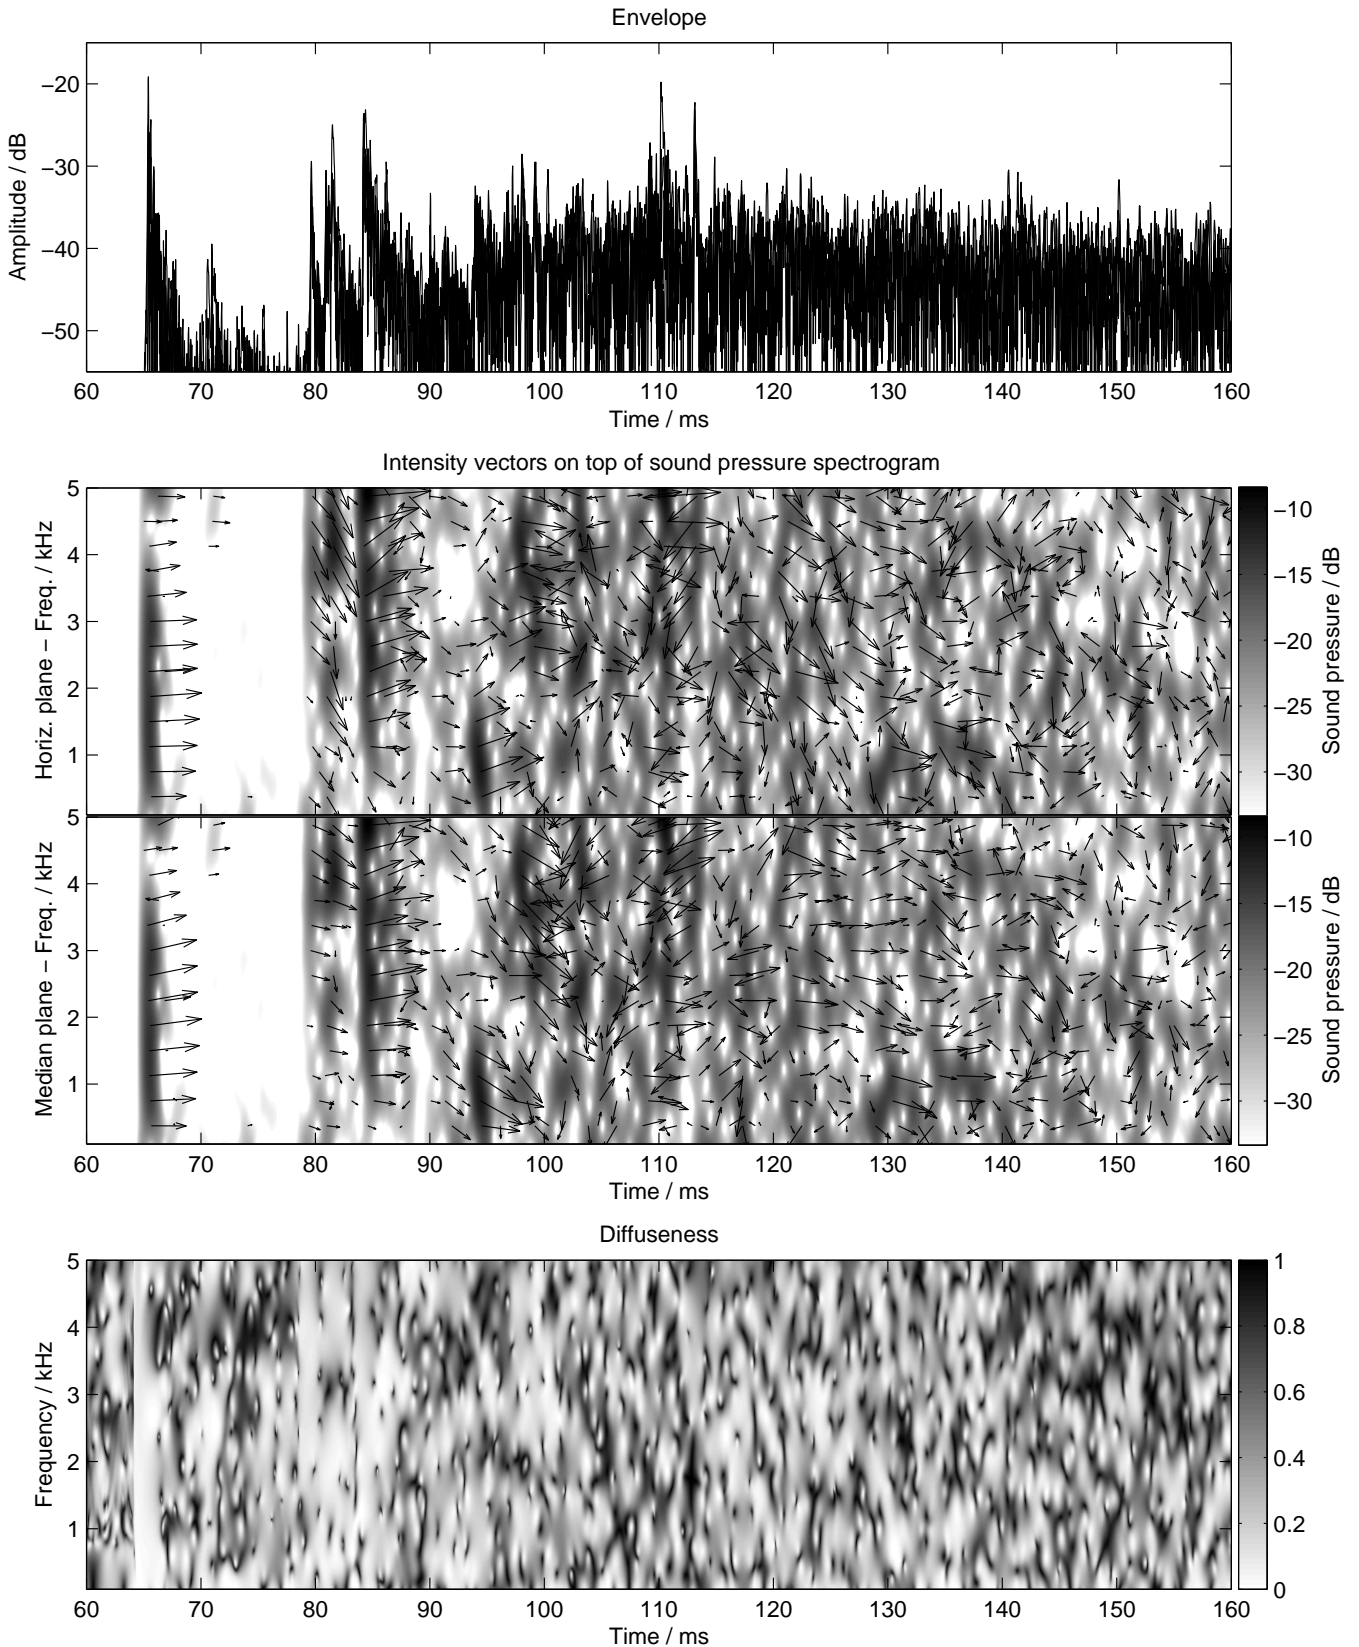 Envelope
Amplitude / dB
−20
−30
−40
−50
60 70 80 90 100 110 120 130 140 150 160
Time / ms
Intensity vectors on top of sound pressure spectrogram
Horiz. plane − Freq. / kHz
5
4
3
2
1
−10
−15
−20
−25
−30
Sound pressure / dB
Median plane − Freq. / kHz
5
4
3
2
1
−10
−15
−20
−25
−30
Sound pressure / dB
60 70 80 90 100 110 120 130 140 150 160
Time / ms
Diffuseness
Frequency / kHz
5
4
3
2
1
1
0.8
0.6
0.4
0.2
0
60 70 80 90 100 110 120 130 140 150 160
Time / ms